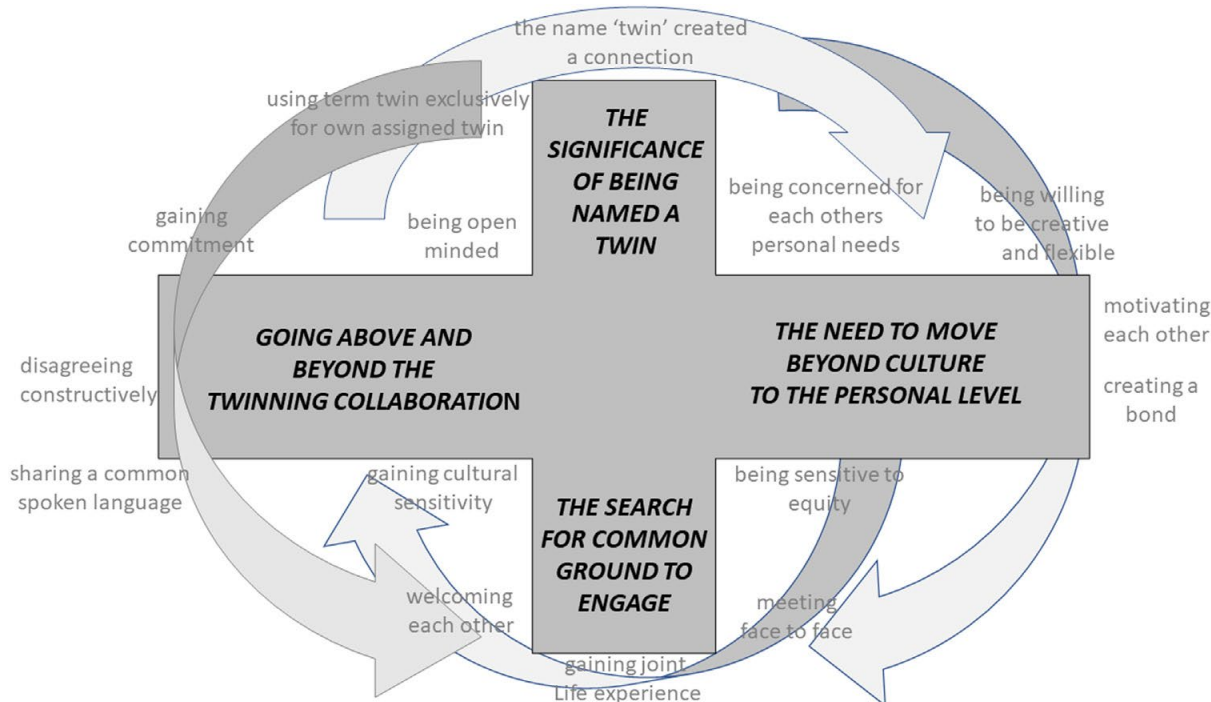 the name ‘twin’ created
a connection
using term twin exclusively
for own assigned twin
THE
SIGNIFICANCE
OF BEING
NAMED A
TWIN
gaining
commitment
being open
minded
being concerned for
each others
personal needs
being willing
to be creative
and flexible
GOING ABOVE AND
BEYOND THE
TWINNING COLLABORATION
THE NEED TO MOVE
BEYOND CULTURE
TO THE PERSONAL LEVEL
motivating
each other
disagreeing
constructively
creating a
bond
sharing a common
spoken language
gaining cultural
sensitivity
THE SEARCH
FOR COMMON
GROUND TO
ENGAGE
being sensitive to
equity
welcoming
each other
meeting
face to face
gaining joint
Life experience